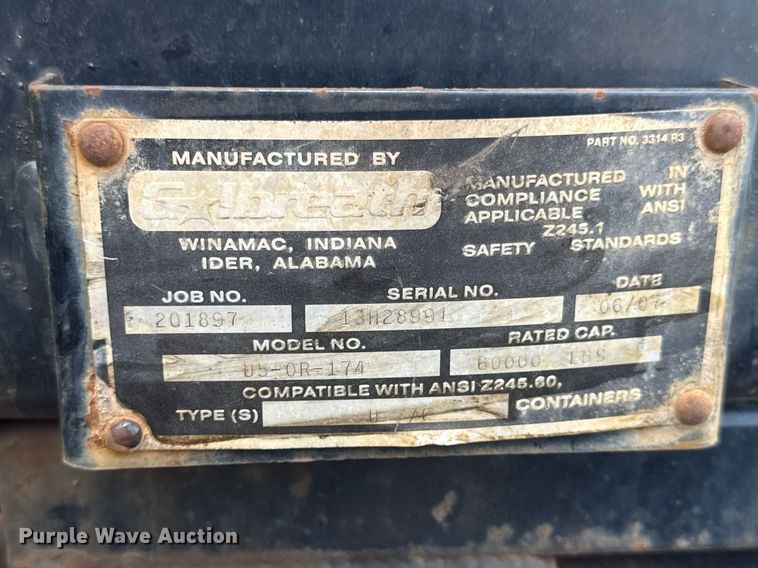 PART NO. 3314 R3
MANUFACTURED BY
Galbreath
WINAMAC, INDIANA
IDER, ALABAMA
MANUFACTURED IN
COMPLIANCE WITH
APPLICABLE ANSI
Z245.1
SAFETY STANDARDS
JOB NO. SERIAL NO. DATE
201897 13H28991 06/07
MODEL NO. RATED CAP.
U5-OR-174 60000 LBS
COMPATIBLE WITH ANSI Z245.60,
TYPE (S) U CONTAINERS
Purple Wave Auction